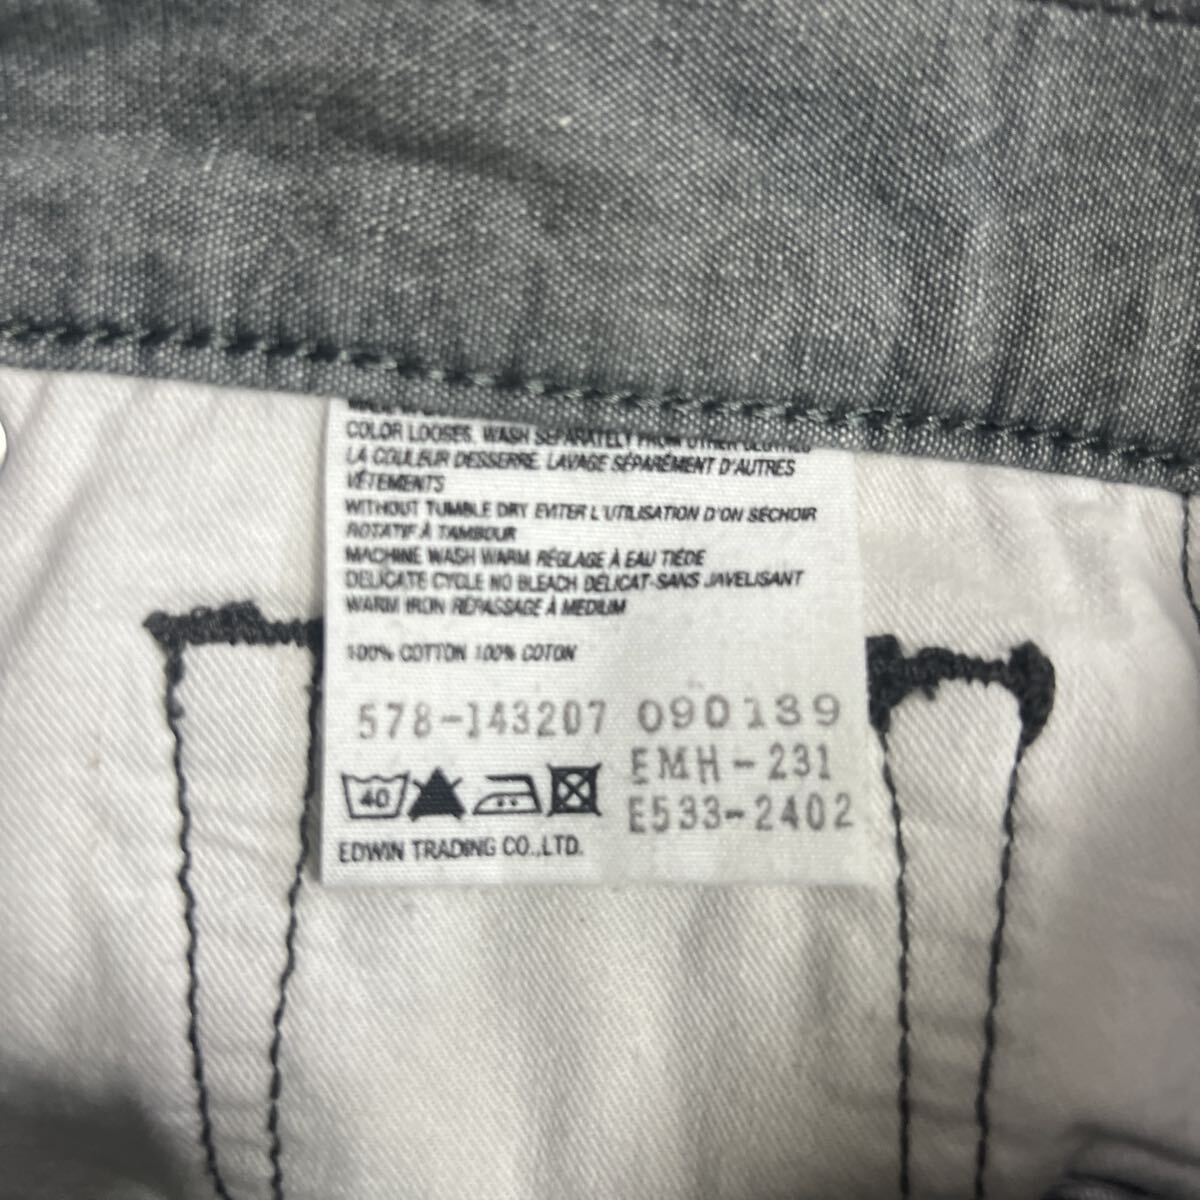 COLOR LOOSES. WASH SEPARATELY FROM OTHER CLOTHES
LA COULEUR DESSERRE. LAVAGE SÉPARÉMENT D'AUTRES
VÊTEMENTS
WITHOUT TUMBLE DRY EVITER L'UTILISATION D'ON SÉCHOIR
ROTATIF À TAMBOUR
MACHINE WASH WARM RÉGLAGE À EAU TIÈDE
DELICATE CYCLE NO BLEACH DÉLICAT-SANS JAVELISANT
WARM IRON RÉPASSAGE À MEDIUM
100% COTTON 100% COTON
578-143207 090139
EMH-231
40
E533-2402
EDWIN TRADING CO.,LTD.